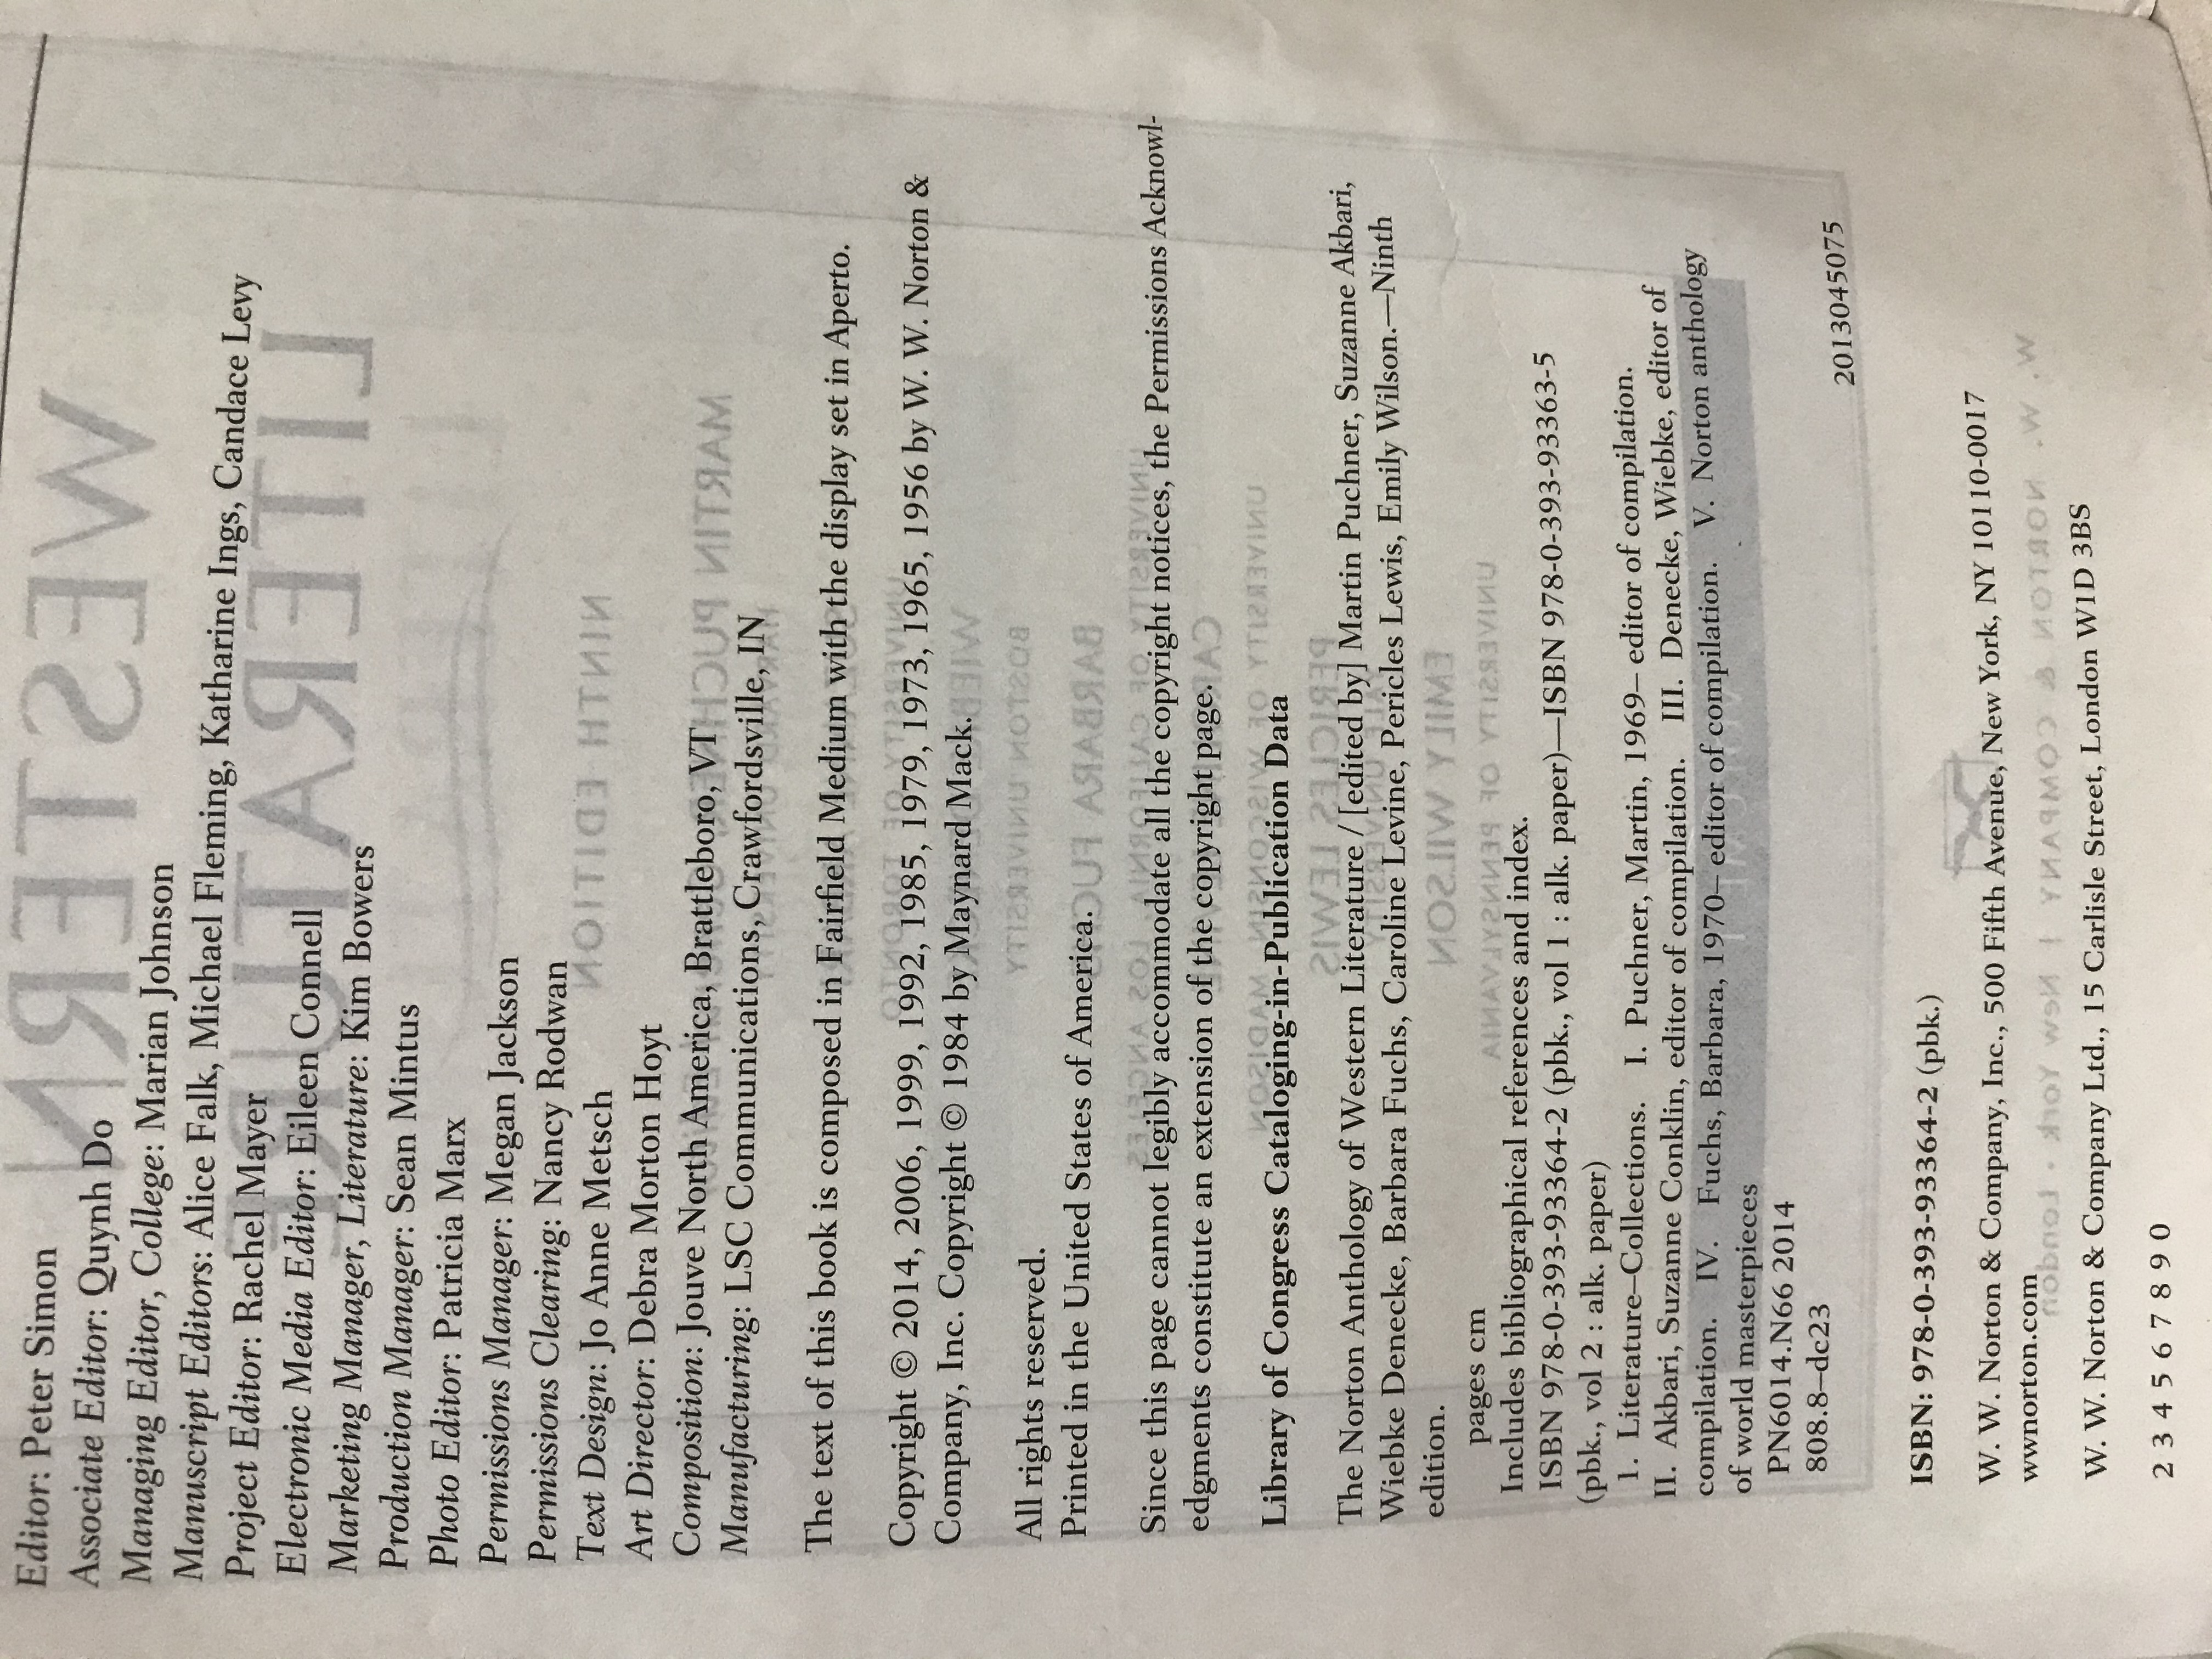 Editor: Peter Simon
Associate Editor: Quynh Do
Managing Editor, College: Marian Johnson
Manuscript Editors: Alice Falk, Michael Fleming, Katharine Ings, Candace Levy
Project Editor: Rachel Mayer
Electronic Media Editor: Eileen Connell
Marketing Manager, Literature: Kim Bowers
Production Manager: Sean Mintus
Photo Editor: Patricia Marx
Permissions Manager: Megan Jackson
Permissions Clearing: Nancy Rodwan
Text Design: Jo Anne Metsch
Art Director: Debra Morton Hoyt
Composition: Jouve North America, Brattleboro, VT
Manufacturing: LSC Communications, Crawfordsville, IN
The text of this book is composed in Fairfield Medium with the display set in Aperto.
Copyright © 2014, 2006, 1999, 1992, 1985, 1979, 1973, 1965, 1956 by W. W. Norton &
Company, Inc. Copyright © 1984 by Maynard Mack.
All rights reserved.
Printed in the United States of America.
Since this page cannot legibly accommodate all the copyright notices, the Permissions Acknowl-
edgments constitute an extension of the copyright page.
Library of Congress Cataloging-in-Publication Data
The Norton Anthology of Western Literature / [edited by] Martin Puchner, Suzanne Akbari,
Wiebke Denecke, Barbara Fuchs, Caroline Levine, Pericles Lewis, Emily Wilson.—Ninth
edition.
pages cm
Includes bibliographical references and index.
ISBN 978-0-393-93364-2 (pbk., vol 1 : alk. paper)—ISBN 978-0-393-93363-5
(pbk., vol 2 : alk. paper)
1. Literature–Collections. I. Puchner, Martin, 1969– editor of compilation.
II. Akbari, Suzanne Conklin, editor of compilation. III. Denecke, Wiebke, editor of
compilation. IV. Fuchs, Barbara, 1970– editor of compilation. V. Norton anthology
of world masterpieces
PN6014.N66 2014
808.8–dc23
2013045075
ISBN: 978-0-393-93364-2 (pbk.)
W. W. Norton & Company, Inc., 500 Fifth Avenue, New York, NY 10110-0017
wwnorton.com
W. W. Norton & Company Ltd., 15 Carlisle Street, London W1D 3BS
2 3 4 5 6 7 8 9 0